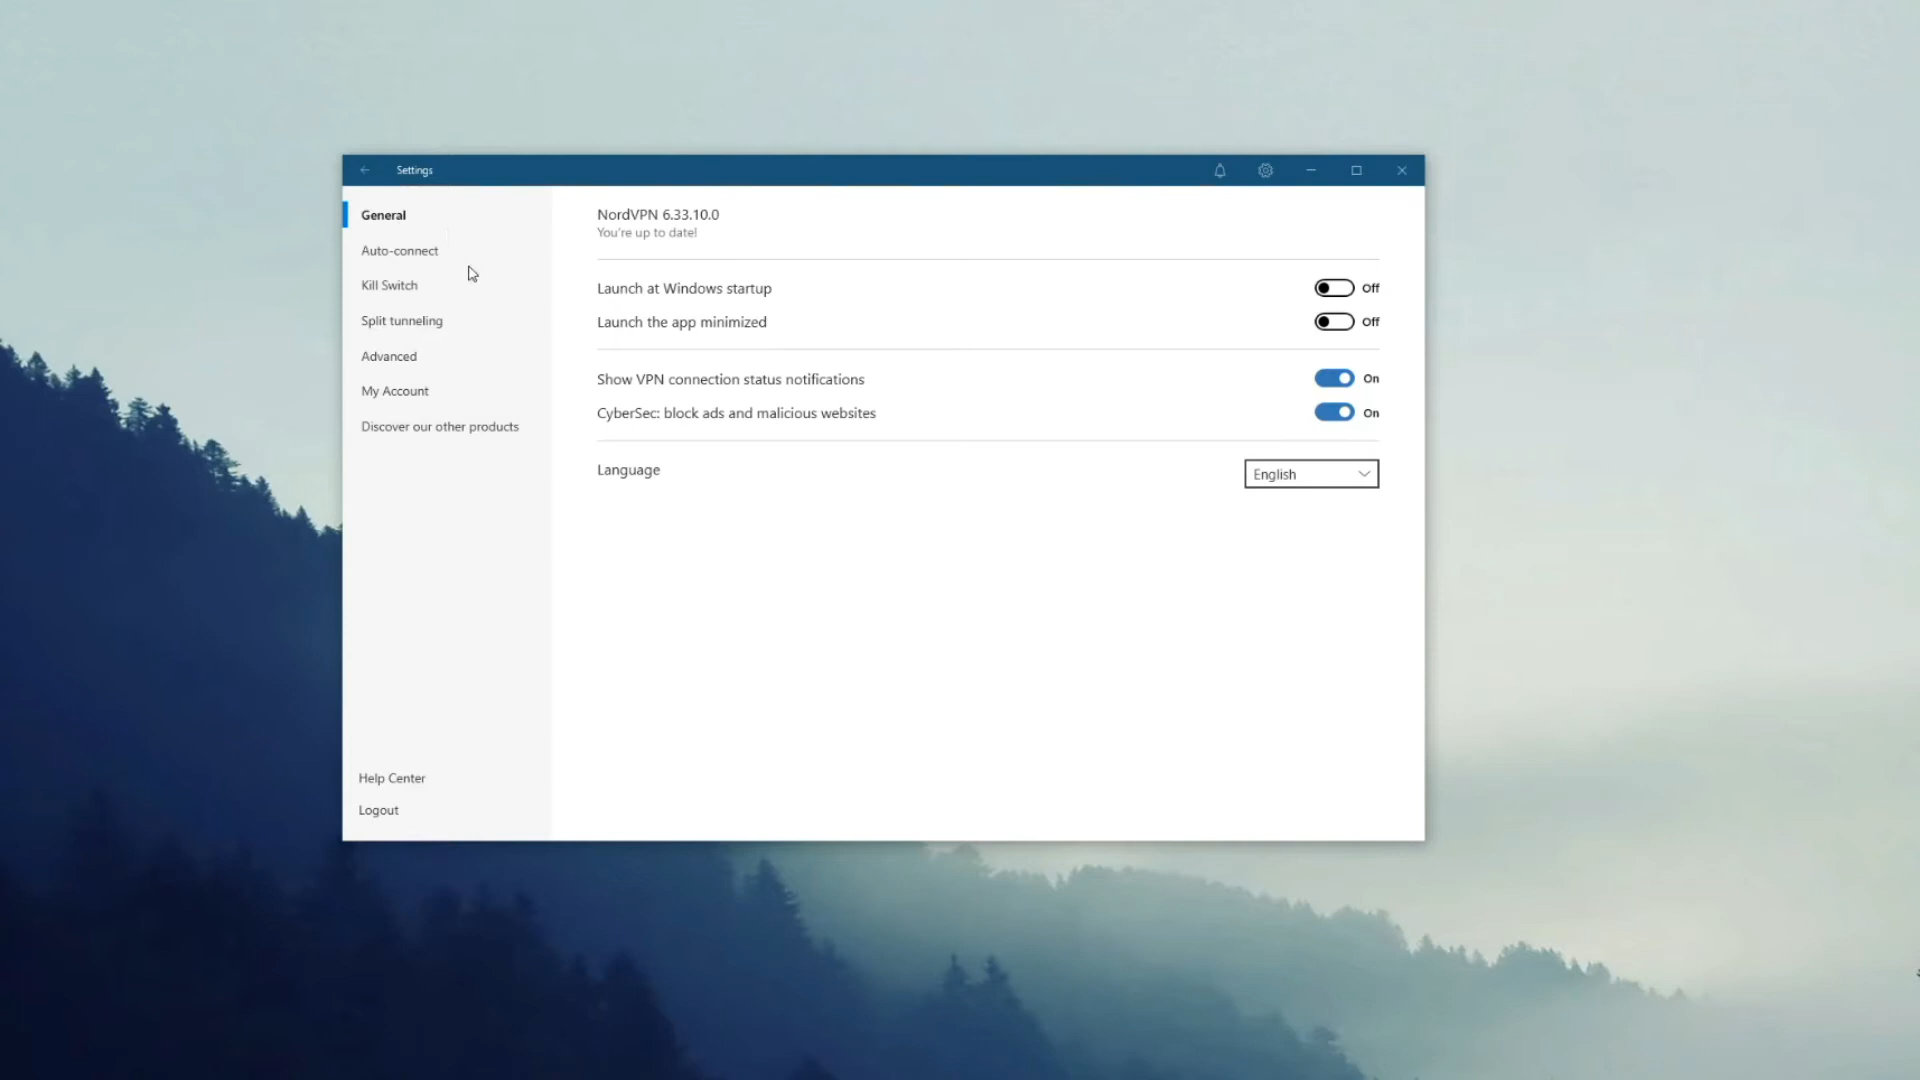 Settings
General
Auto-connect
Kill Switch
Split tunneling
Advanced
My Account
Discover our other products
Help Center
Logout
NordVPN 6.33.10.0
You're up to date!
Launch at Windows startup Off
Launch the app minimized Off
Show VPN connection status notifications On
CyberSec: block ads and malicious websites On
Language English